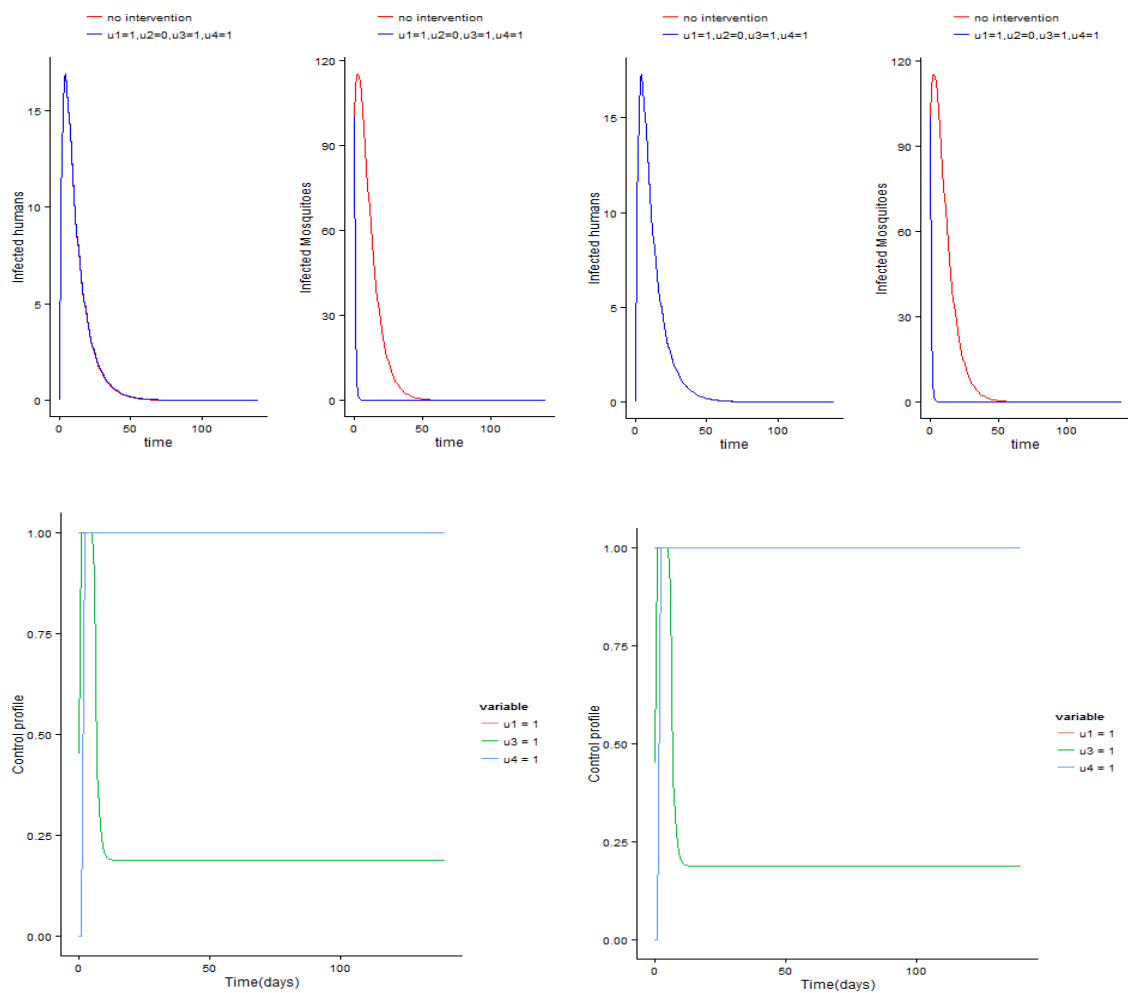 no intervention
u1=1,u2=0,u3=1,u4=1
Infected humans
15
10
5
0
0
50
100
time
no intervention
u1=1,u2=0,u3=1,u4=1
Infected Mosquitoes
120
90
60
30
0
0
50
100
time
no intervention
u1=1,u2=0,u3=1,u4=1
Infected humans
15
10
5
0
0
50
100
time
no intervention
u1=1,u2=0,u3=1,u4=1
Infected Mosquitoes
120
90
60
30
0
0
50
100
time
Control profile
1.00
0.75
0.50
0.25
0.00
0
50
100
Time(days)
variable
u1 = 1
u3 = 1
u4 = 1
Control profile
1.00
0.75
0.50
0.25
0.00
0
50
100
Time(days)
variable
u1 = 1
u3 = 1
u4 = 1